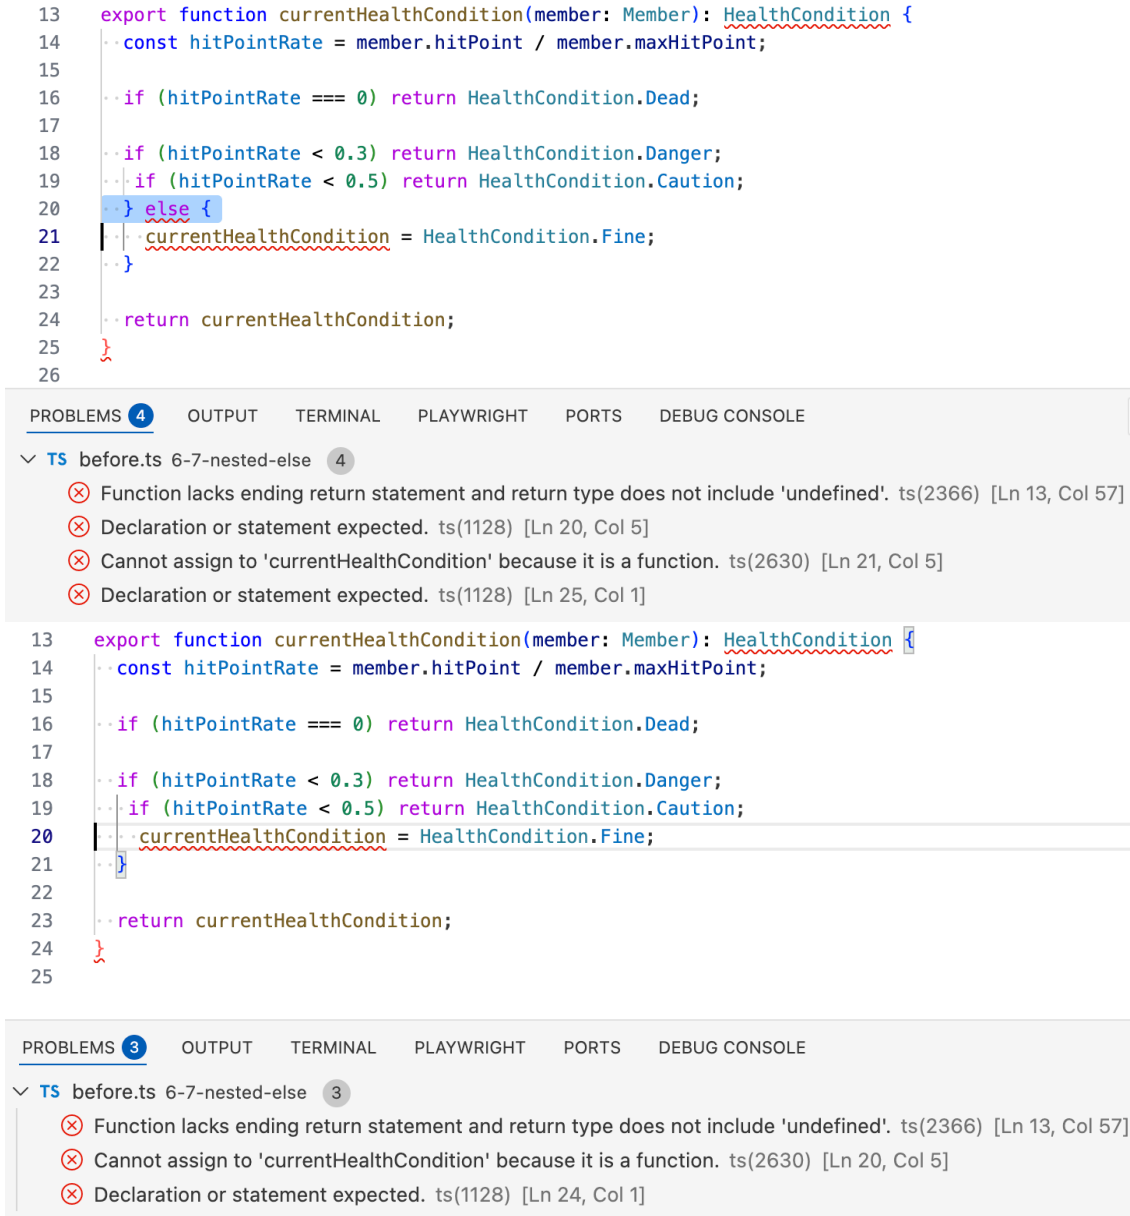 13 export function currentHealthCondition(member: Member): HealthCondition {
14 const hitPointRate = member.hitPoint / member.maxHitPoint;
15
16 if (hitPointRate === 0) return HealthCondition.Dead;
17
18 if (hitPointRate < 0.3) return HealthCondition.Danger;
19 if (hitPointRate < 0.5) return HealthCondition.Caution;
20 } else {
21 currentHealthCondition = HealthCondition.Fine;
22 }
23
24 return currentHealthCondition;
25 }
26
PROBLEMS 4 OUTPUT TERMINAL PLAYWRIGHT PORTS DEBUG CONSOLE
TS before.ts 6-7-nested-else 4
Function lacks ending return statement and return type does not include 'undefined'. ts(2366) [Ln 13, Col 57]
Declaration or statement expected. ts(1128) [Ln 20, Col 5]
Cannot assign to 'currentHealthCondition' because it is a function. ts(2630) [Ln 21, Col 5]
Declaration or statement expected. ts(1128) [Ln 25, Col 1]
13 export function currentHealthCondition(member: Member): HealthCondition {
14 const hitPointRate = member.hitPoint / member.maxHitPoint;
15
16 if (hitPointRate === 0) return HealthCondition.Dead;
17
18 if (hitPointRate < 0.3) return HealthCondition.Danger;
19 if (hitPointRate < 0.5) return HealthCondition.Caution;
20 currentHealthCondition = HealthCondition.Fine;
21 }
22
23 return currentHealthCondition;
24 }
25
PROBLEMS 3 OUTPUT TERMINAL PLAYWRIGHT PORTS DEBUG CONSOLE
TS before.ts 6-7-nested-else 3
Function lacks ending return statement and return type does not include 'undefined'. ts(2366) [Ln 13, Col 57]
Cannot assign to 'currentHealthCondition' because it is a function. ts(2630) [Ln 20, Col 5]
Declaration or statement expected. ts(1128) [Ln 24, Col 1]